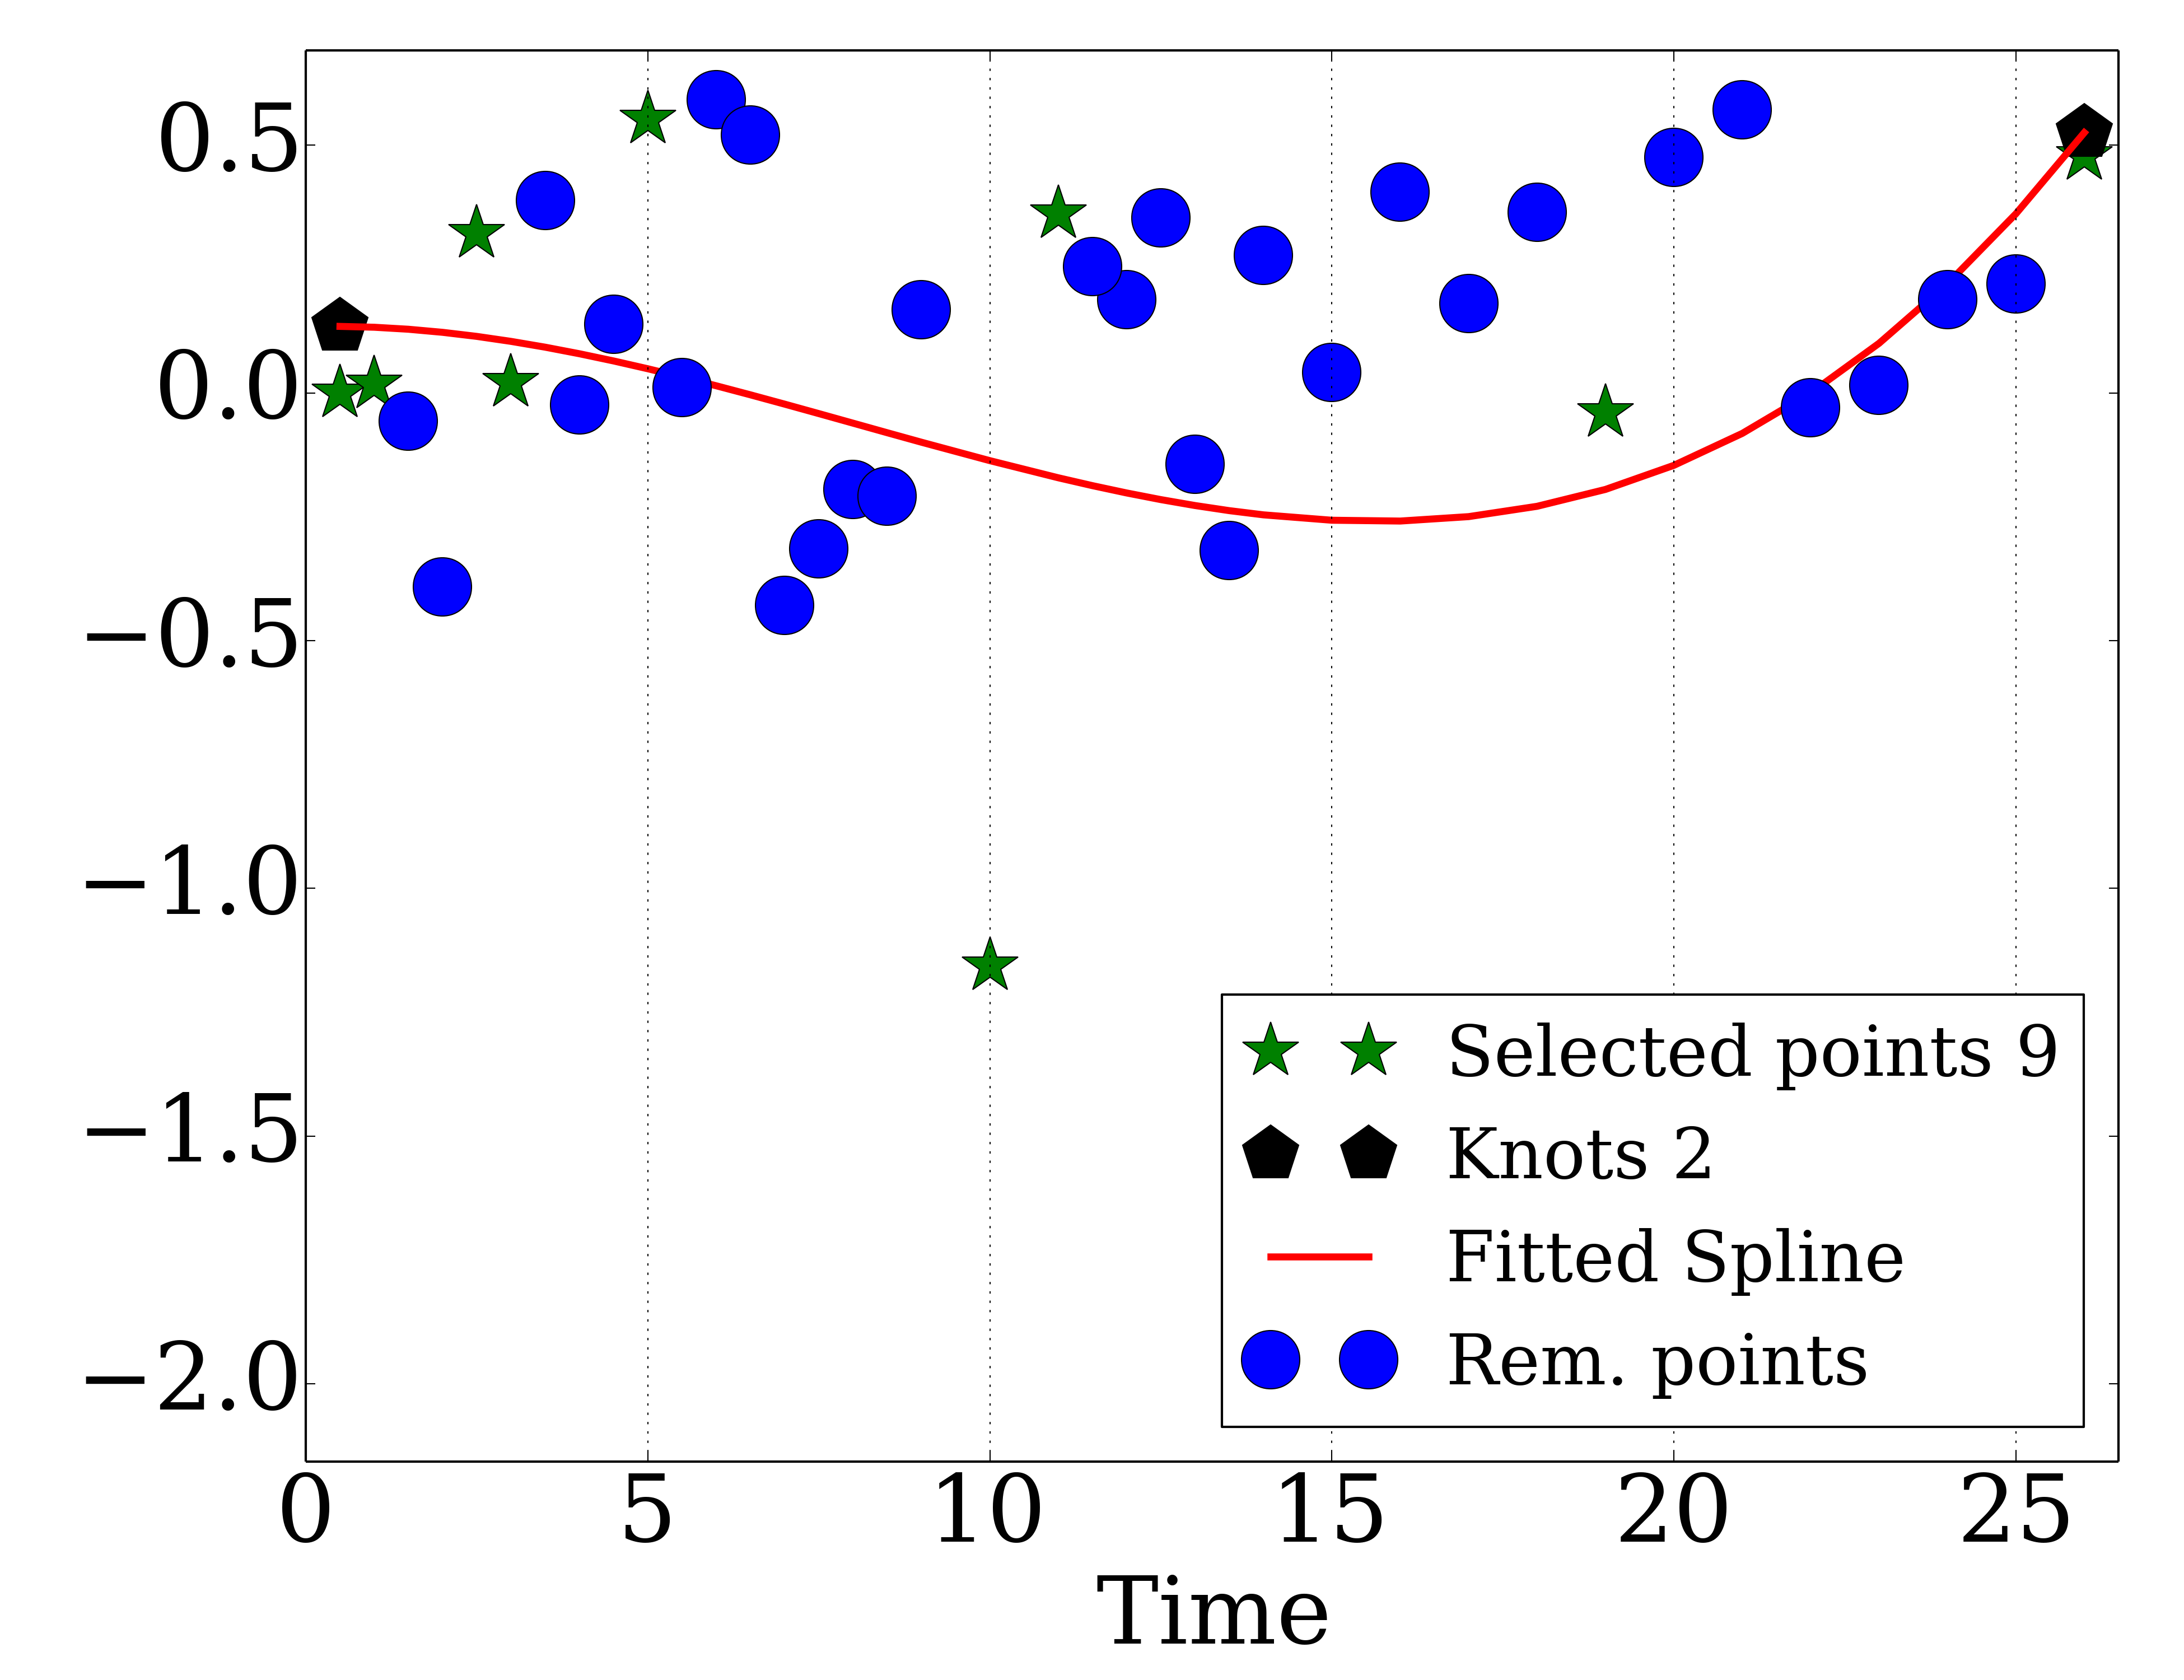 0.5
0.0
−0.5
−1.0
−1.5
−2.0
Selected points 9
Knots 2
Fitted Spline
Rem. points
0 5 10 15 20 25
Time